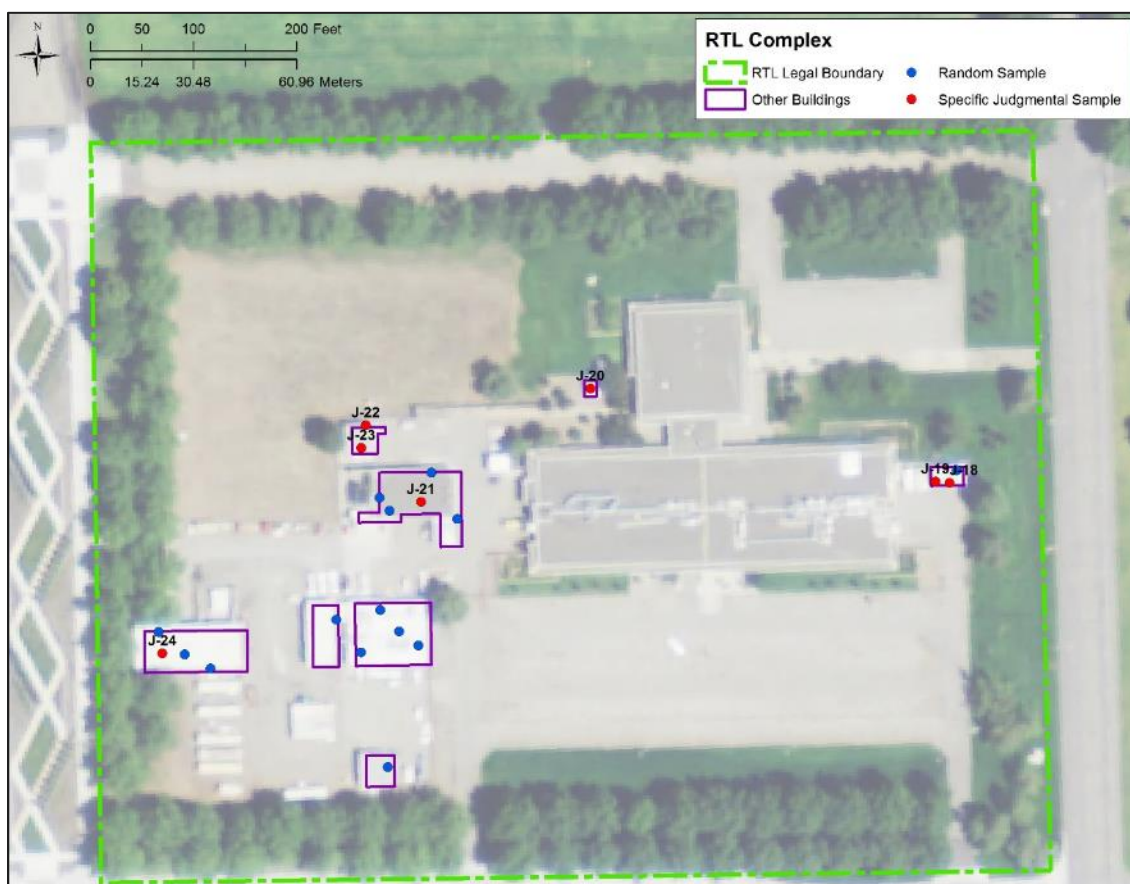 N
0 50 100 200 Feet
0 15.24 30.48 60.96 Meters
RTL Complex
RTL Legal Boundary
Random Sample
Other Buildings
Specific Judgmental Sample
J-20
J-22
J-23
J-19
J-18
J-21
J-24